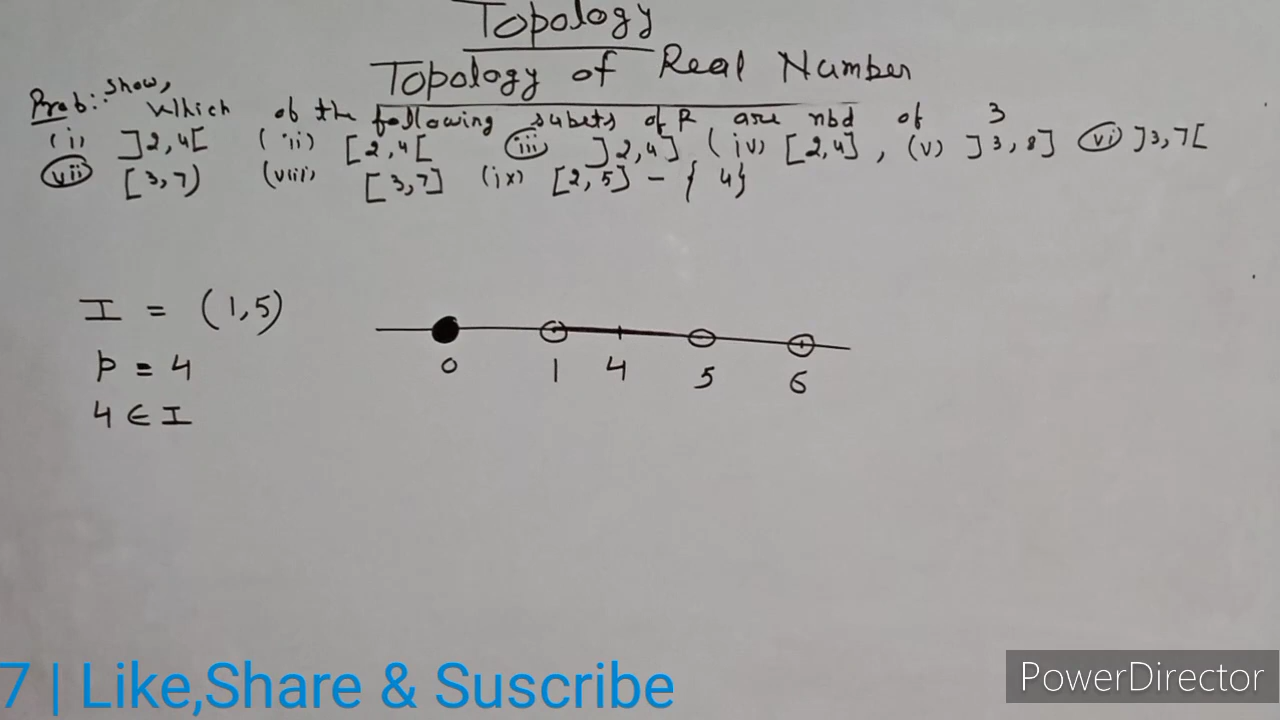 Topology
Topology of Real Number
Prob:- Show, Which of the following subets of R are nbd of 3
(i) ]2,4[ (ii) [2,4[ (iii) ]2,4] (iv) [2,4] , (v) ]3,8] (vi) ]3,7[
(vii) [3,7) (viii) [3,7] (ix) [2,5] - { 4}
I = (1,5)
p = 4
4 ∈ I
0 1 4 5 6
7 | Like,Share & Suscribe
PowerDirector